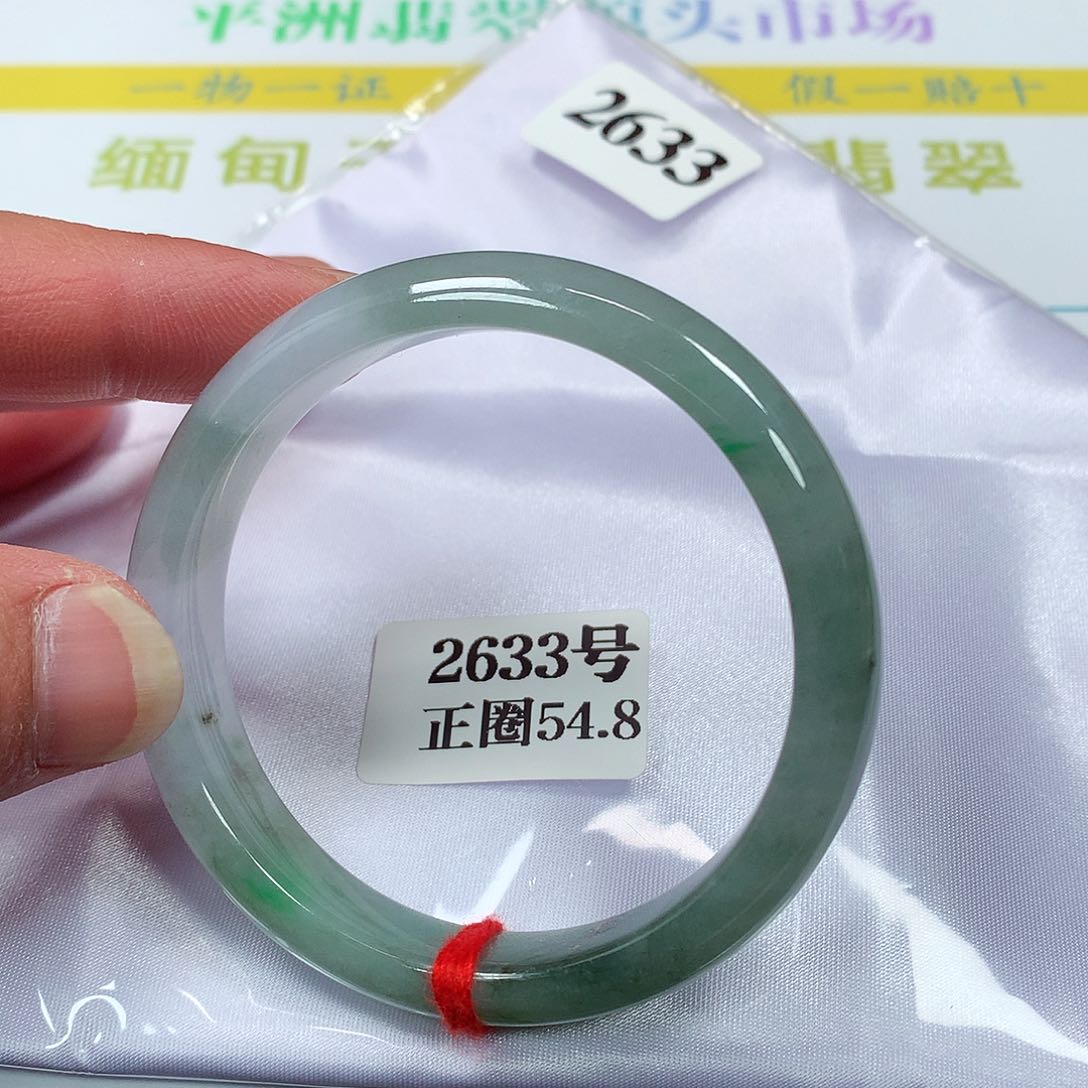 平洲翡翠源头市场
一物一证 假一赔十
缅甸 翡翠
2633
2633号
正圈54.8